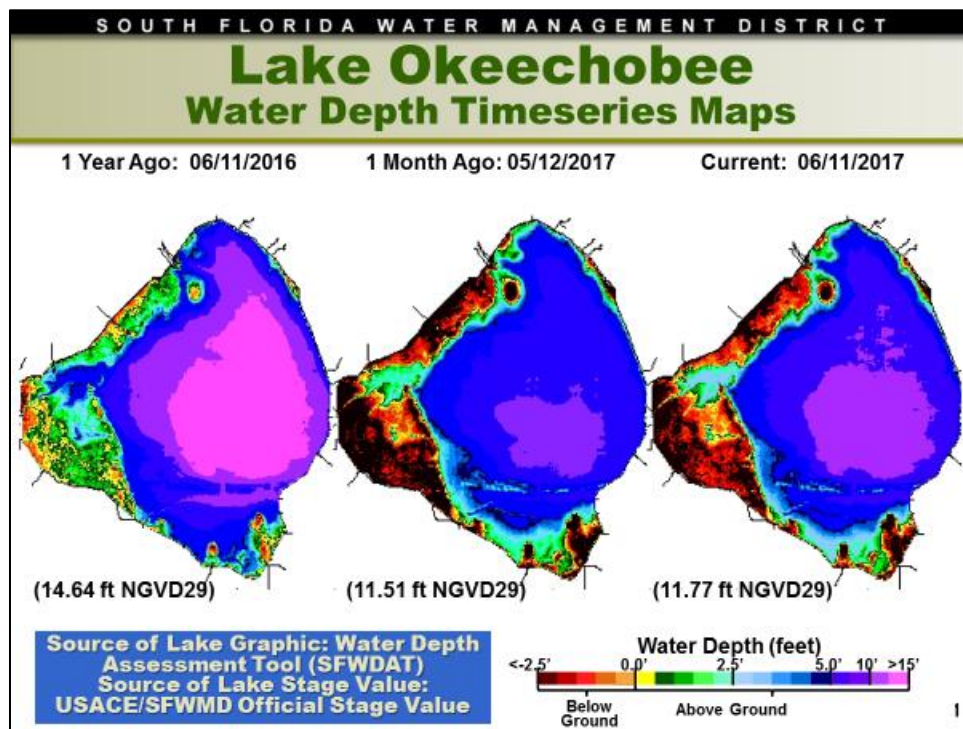 SOUTH FLORIDA WATER MANAGEMENT DISTRICT
Lake Okeechobee
Water Depth Timeseries Maps
1 Year Ago: 06/11/2016
1 Month Ago: 05/12/2017
Current: 06/11/2017
(14.64 ft NGVD29)
(11.51 ft NGVD29)
(11.77 ft NGVD29)
Source of Lake Graphic: Water Depth
Assessment Tool (SFWDAT)
Source of Lake Stage Value:
USACE/SFWMD Official Stage Value
Water Depth (feet)
<-2.5' 0.0' 2.5' 5.0' 10' >15'
Below
Ground
Above Ground
1